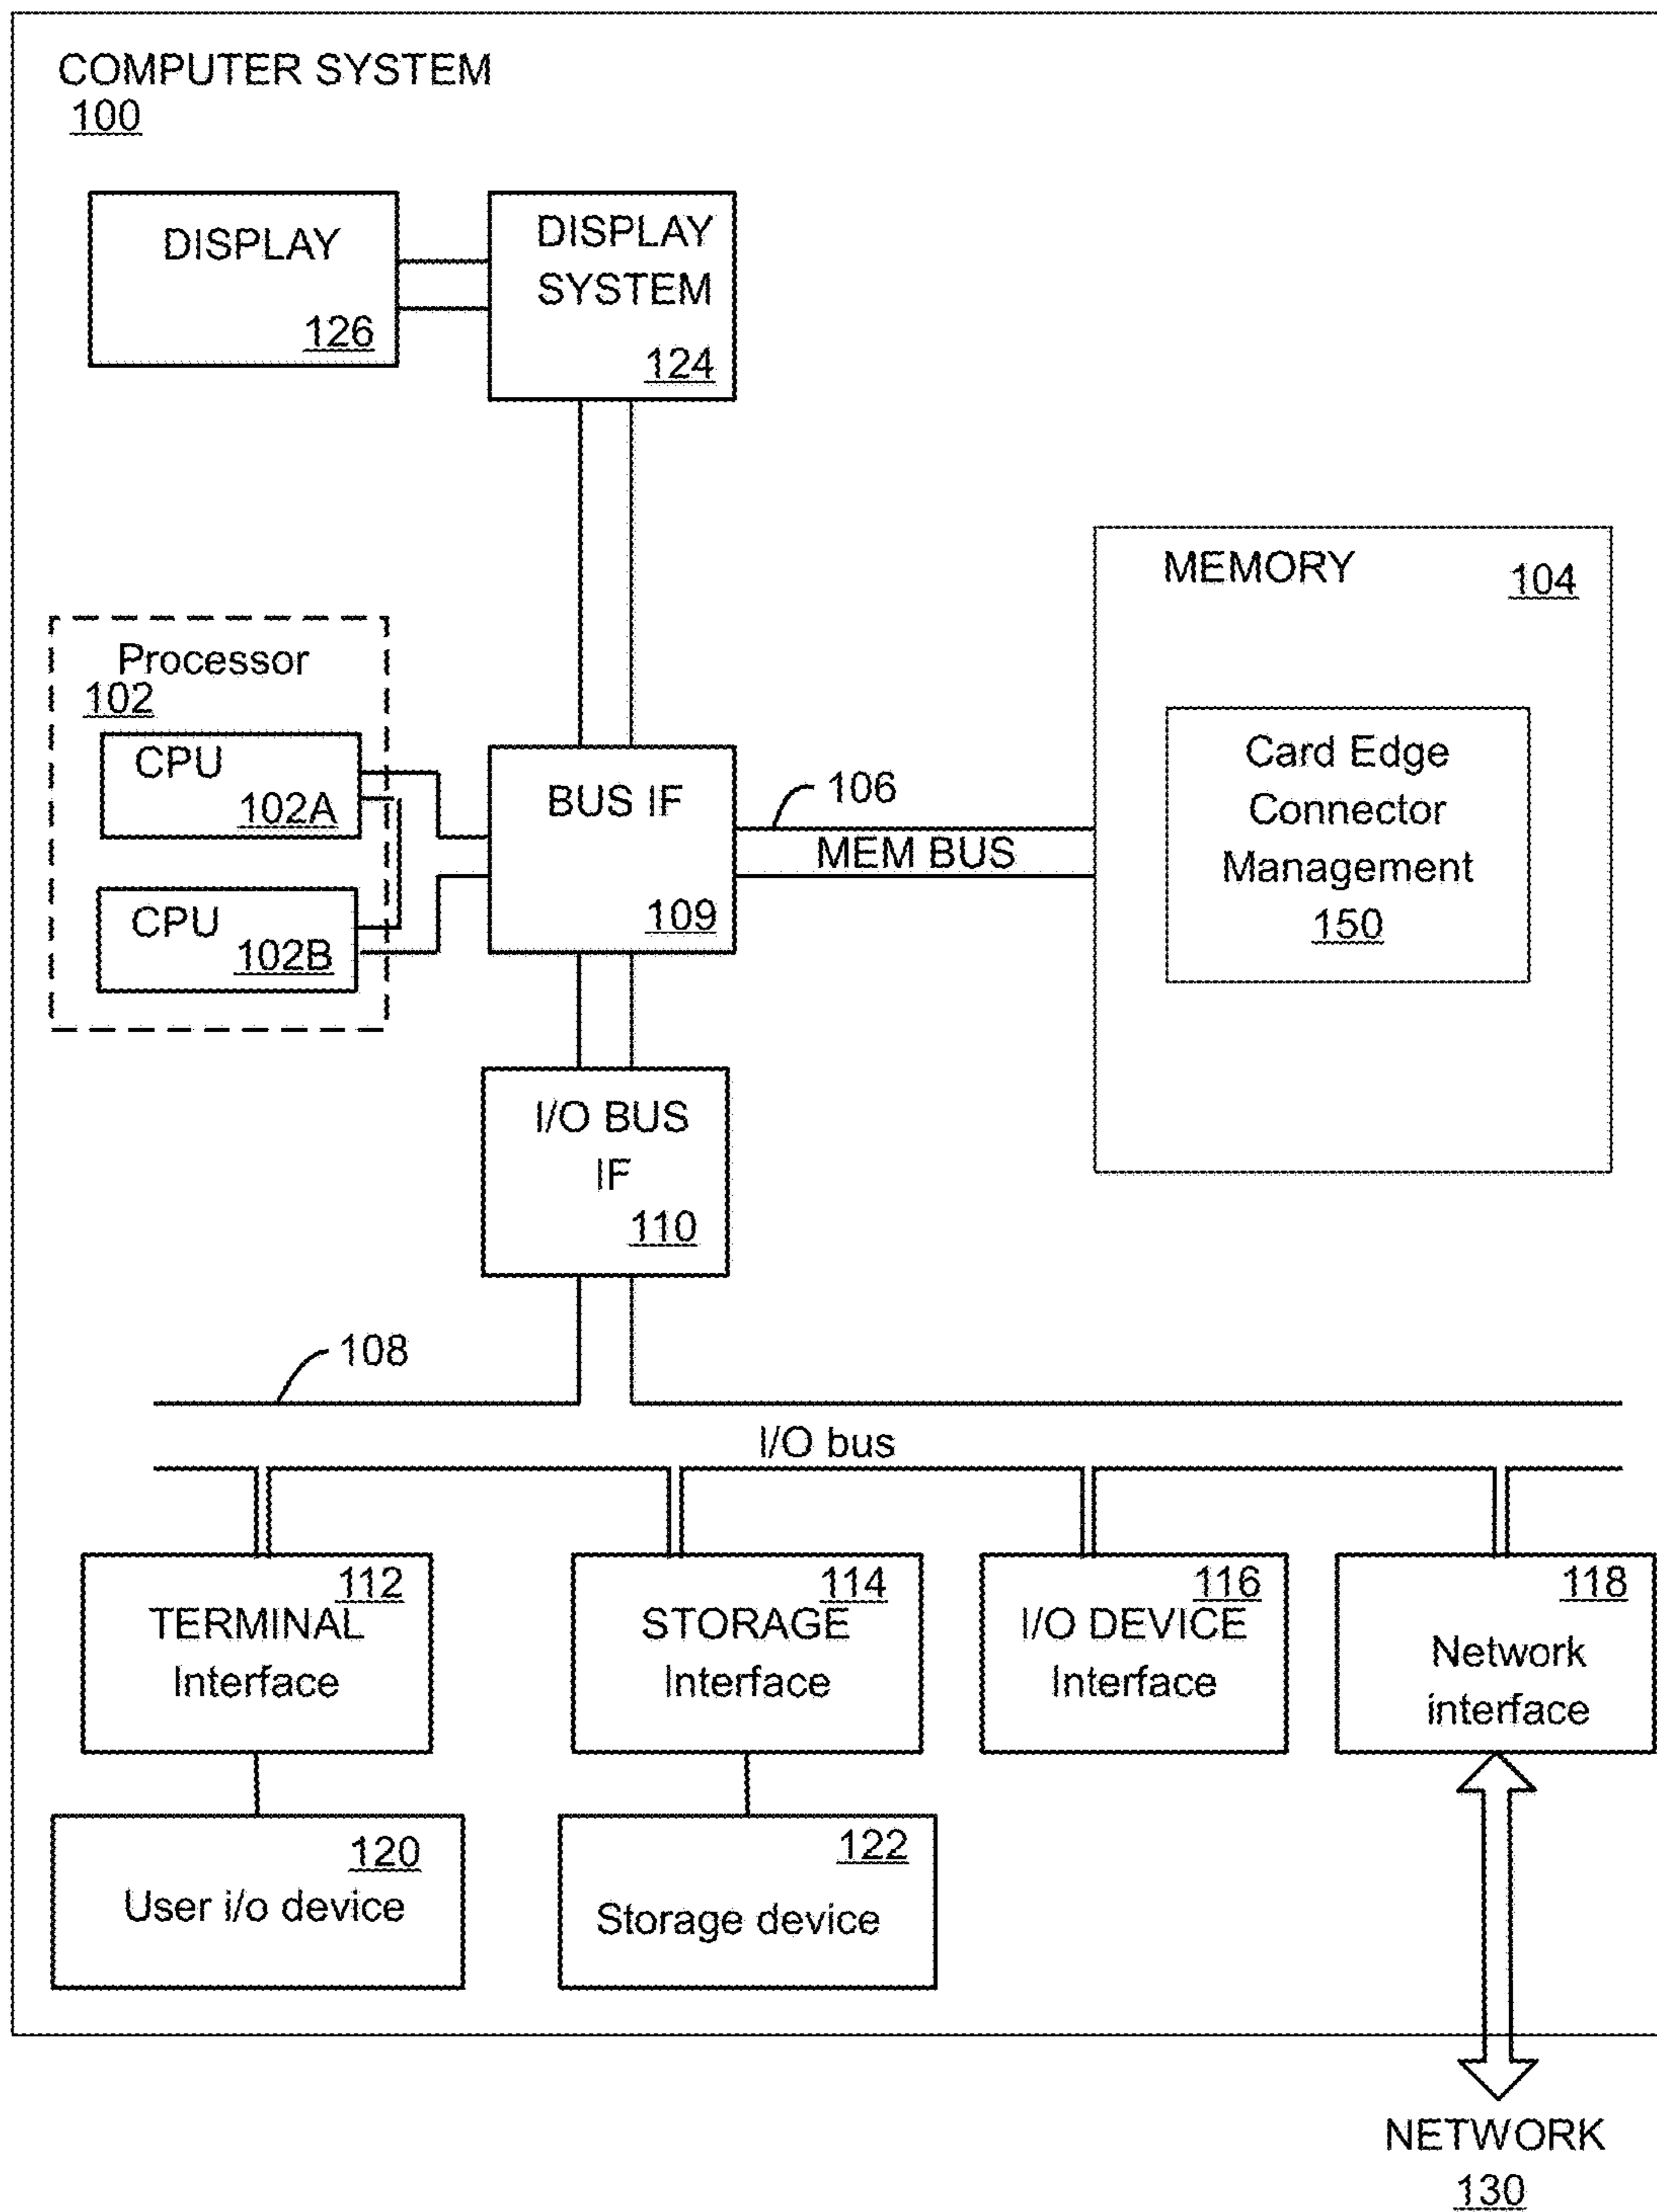 COMPUTER SYSTEM
100
DISPLAY
126
DISPLAY
SYSTEM
124
MEMORY
104
Processor
102
CPU
102A
CPU
102B
BUS IF
109
106
MEM BUS
Card Edge
Connector
Management
150
I/O BUS
IF
110
108
I/O bus
112
TERMINAL
Interface
114
STORAGE
Interface
116
I/O DEVICE
Interface
118
Network
interface
120
User i/o device
122
Storage device
NETWORK
130